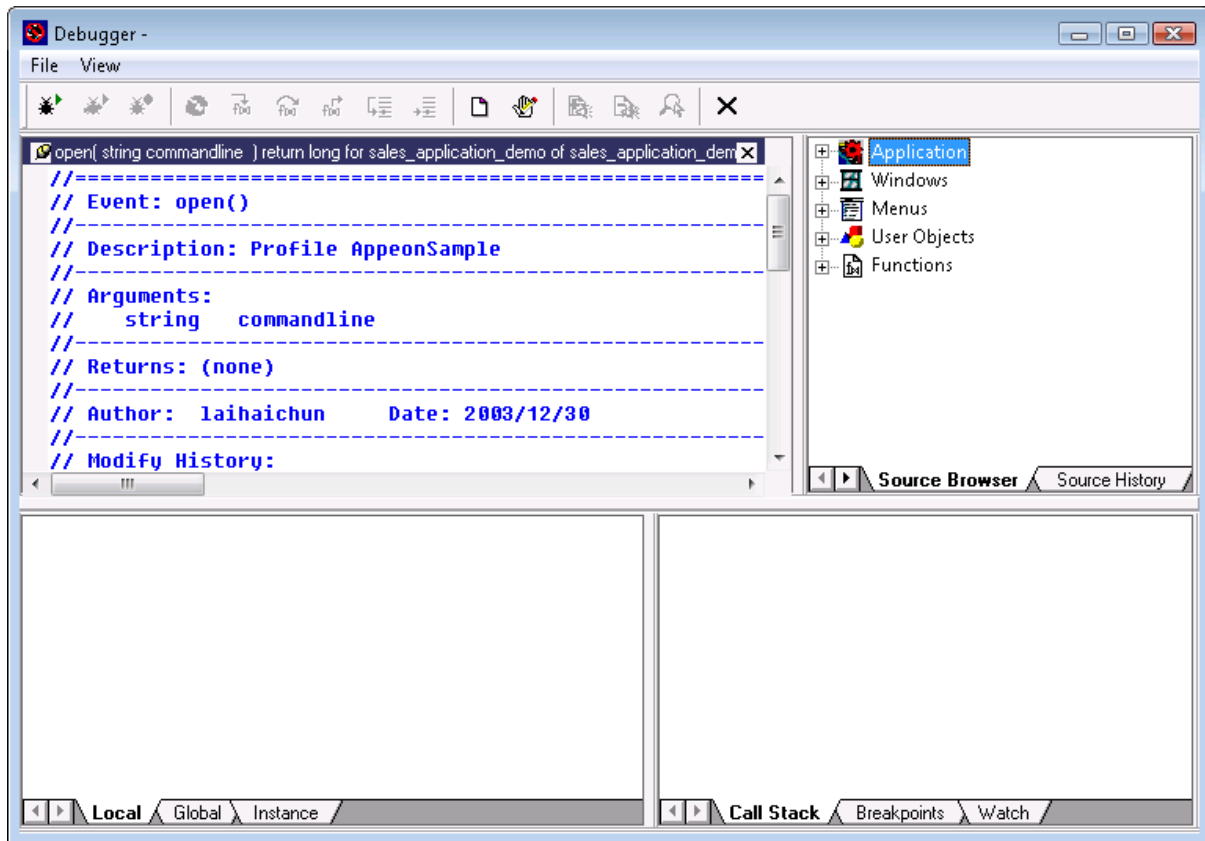 Debugger -
File View
open( string commandline ) return long for sales_application_demo of sales_application_dem
//=======================================================
// Event: open()
//-------------------------------------------------------
// Description: Profile AppeonSample
//-------------------------------------------------------
// Arguments:
//    string   commandline
//-------------------------------------------------------
// Returns: (none)
//-------------------------------------------------------
// Author:  laihaichun     Date: 2003/12/30
//-------------------------------------------------------
// Modify History:
Application
Windows
Menus
User Objects
Functions
Source Browser Source History
Local Global Instance
Call Stack Breakpoints Watch